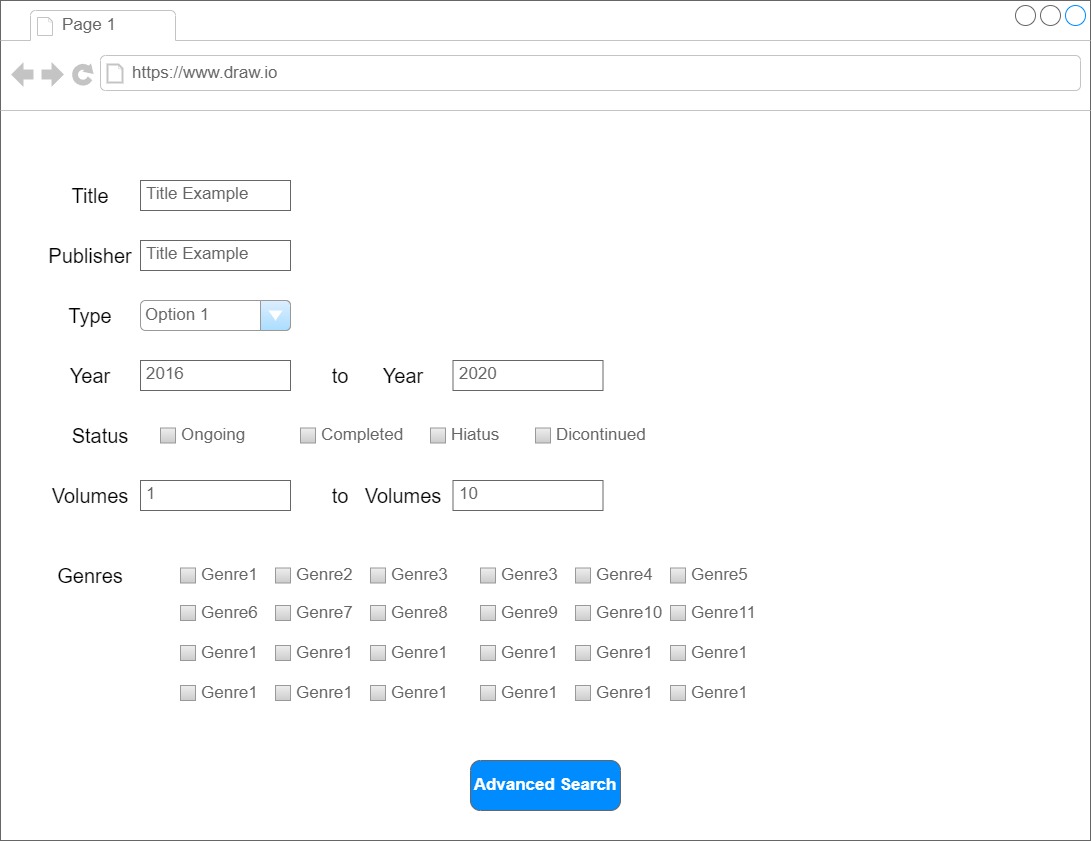 Page 1
https://www.draw.io
Title Title Example
Publisher Title Example
Type Option 1
Year 2016 to Year 2020
Status Ongoing Completed Hiatus Dicontinued
Volumes 1 to Volumes 10
Genres Genre1 Genre2 Genre3 Genre3 Genre4 Genre5
Genre6 Genre7 Genre8 Genre9 Genre10 Genre11
Genre1 Genre1 Genre1 Genre1 Genre1 Genre1
Genre1 Genre1 Genre1 Genre1 Genre1 Genre1
Advanced Search